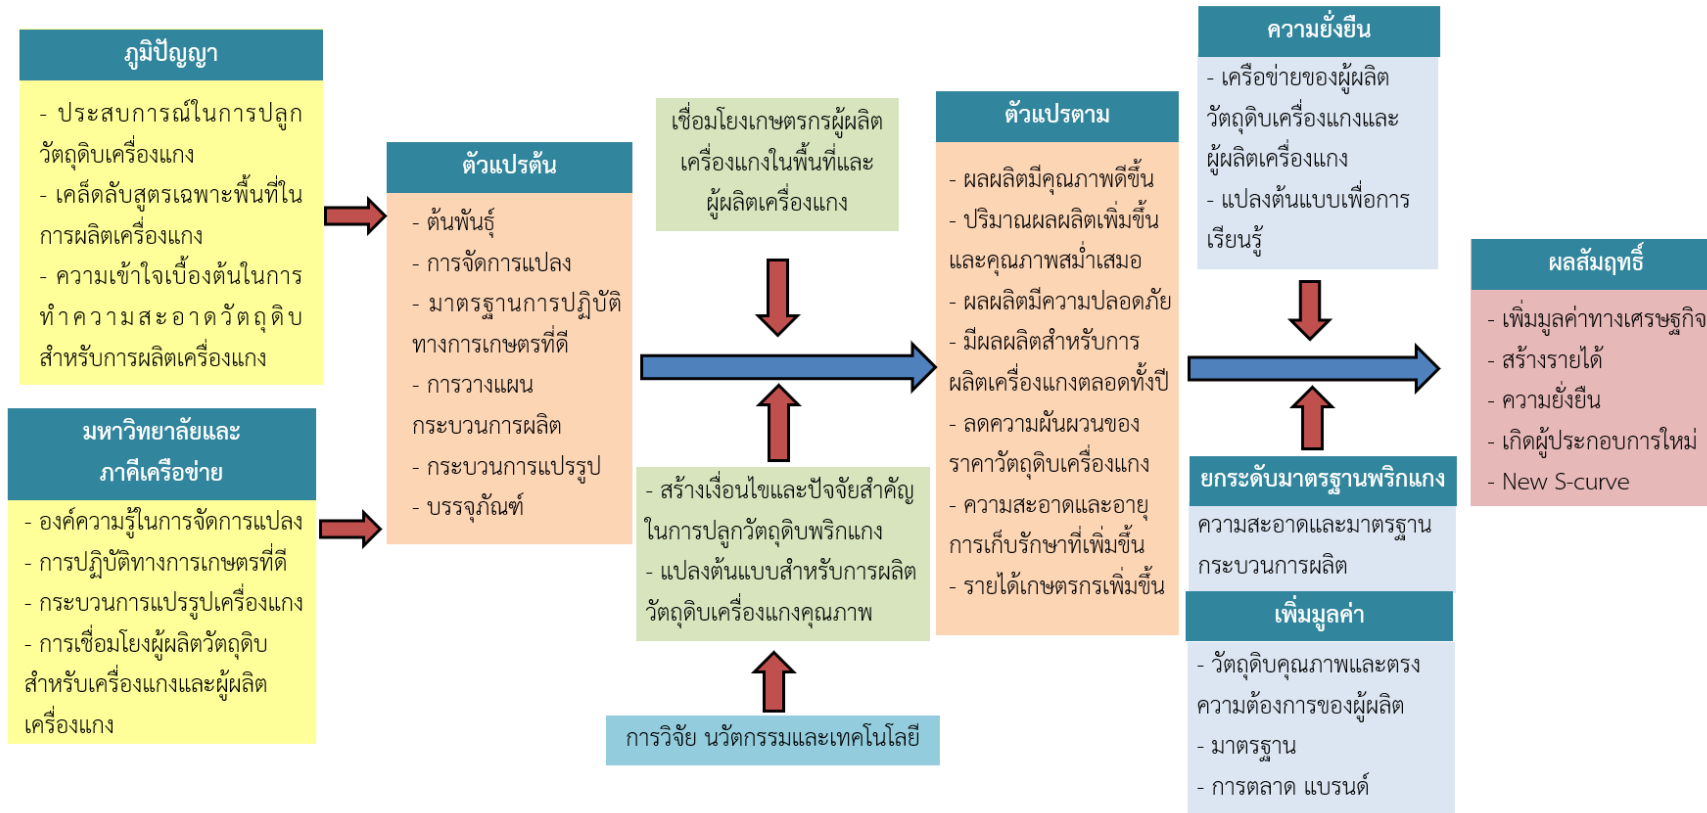 ภูมิปัญญา
- ประสบการณ์ในการปลูก
วัตถุดิบเครื่องแกง
- เคล็ดลับสูตรเฉพาะพื้นที่ใน
การผลิตเครื่องแกง
- ความเข้าใจเบื้องต้นในการ
ทำความสะอาดวัตถุดิบ
สำหรับการผลิตเครื่องแกง
มหาวิทยาลัยและ
ภาคีเครือข่าย
- องค์ความรู้ในการจัดการแปลง
- การปฏิบัติทางการเกษตรที่ดี
- กระบวนการแปรรูปเครื่องแกง
- การเชื่อมโยงผู้ผลิตวัตถุดิบ
สำหรับเครื่องแกงและผู้ผลิต
เครื่องแกง
ตัวแปรต้น
- ต้นพันธุ์
- การจัดการแปลง
- มาตรฐานการปฏิบัติ
ทางการเกษตรที่ดี
- การวางแผน
กระบวนการผลิต
- กระบวนการแปรรูป
- บรรจุภัณฑ์
เชื่อมโยงเกษตรกรผู้ผลิต
เครื่องแกงในพื้นที่และ
ผู้ผลิตเครื่องแกง
- สร้างเงื่อนไขและปัจจัยสำคัญ
ในการปลูกวัตถุดิบพริกแกง
- แปลงต้นแบบสำหรับการผลิต
วัตถุดิบเครื่องแกงคุณภาพ
การวิจัย นวัตกรรมและเทคโนโลยี
ตัวแปรตาม
- ผลผลิตมีคุณภาพดีขึ้น
- ปริมาณผลผลิตเพิ่มขึ้น
และคุณภาพสม่ำเสมอ
- ผลผลิตมีความปลอดภัย
- มีผลผลิตสำหรับการ
ผลิตเครื่องแกงตลอดทั้งปี
- ลดความผันผวนของ
ราคาวัตถุดิบเครื่องแกง
- ความสะอาดและอายุ
การเก็บรักษาที่เพิ่มขึ้น
- รายได้เกษตรกรเพิ่มขึ้น
ความยั่งยืน
- เครือข่ายของผู้ผลิต
วัตถุดิบเครื่องแกงและ
ผู้ผลิตเครื่องแกง
- แปลงต้นแบบเพื่อการ
เรียนรู้
ยกระดับมาตรฐานพริกแกง
ความสะอาดและมาตรฐาน
กระบวนการผลิต
เพิ่มมูลค่า
- วัตถุดิบคุณภาพและตรง
ความต้องการของผู้ผลิต
- มาตรฐาน
- การตลาด แบรนด์
ผลสัมฤทธิ์
- เพิ่มมูลค่าทางเศรษฐกิจ
- สร้างรายได้
- ความยั่งยืน
- เกิดผู้ประกอบการใหม่
- New S-curve